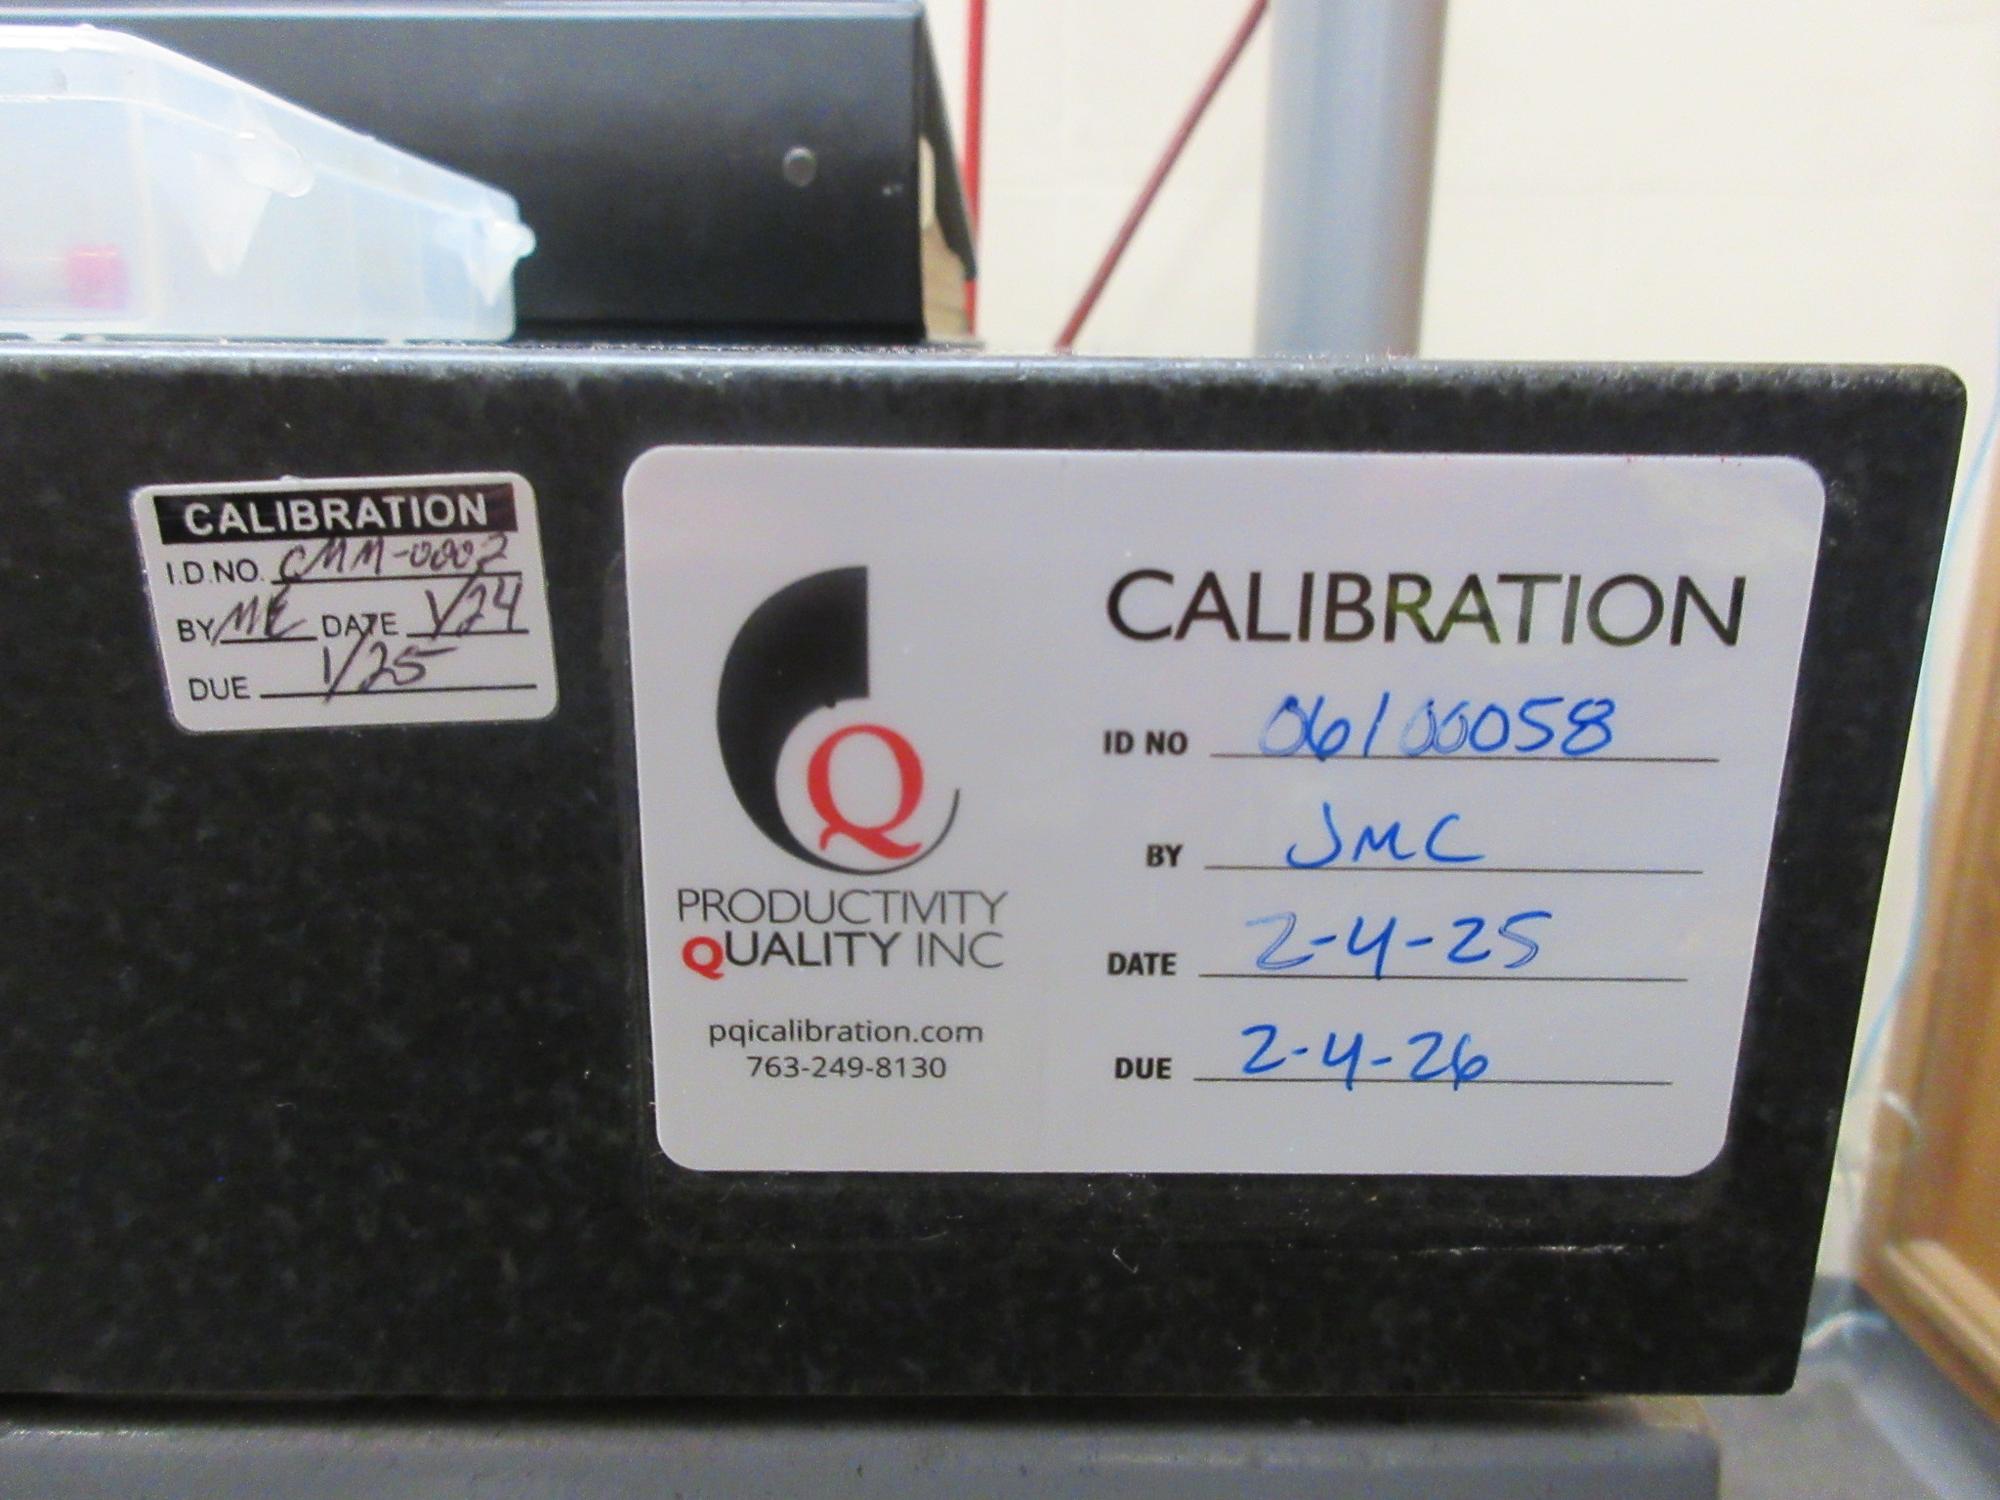 CALIBRATION
I.D.NO. CMM-0002
BY ME DATE 1/24
DUE 1/25
Q
PRODUCTIVITY
QUALITY INC
pqicalibration.com
763-249-8130
CALIBRATION
ID NO 06100058
BY JMC
DATE 2-4-25
DUE 2-4-26